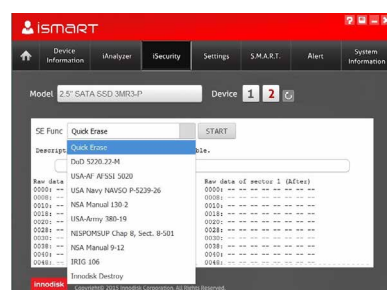 ismart
Device Information
iAnalyzer
iSecurity
Settings
S.M.A.R.T.
Alert
System Information
Model 2.5" SATA SSD 3MR3-P
Device 1 2
SE Func Quick Erase START
Quick Erase
DoD 5220.22-M
USA-AF AFSSI 5020
USA Navy NAVSO P-5239-26
NSA Manual 130-2
USA-Army 380-19
NISPOMSUP Chap 8, Sect. 8-501
NSA Manual 9-12
IRIG 106
Innodisk Destroy
Descript
ble.
Raw data
0000: --
0008: --
0010: --
0018: --
0020: --
0028: --
0030: --
0038: --
0040: --
0048: --
Raw data of sector 1 (After)
0000: -- -- -- -- -- -- -- --
0008: -- -- -- -- -- -- -- --
0010: -- -- -- -- -- -- -- --
0018: -- -- -- -- -- -- -- --
0020: -- -- -- -- -- -- -- --
0028: -- -- -- -- -- -- -- --
0030: -- -- -- -- -- -- -- --
0038: -- -- -- -- -- -- -- --
0040: -- -- -- -- -- -- -- --
0048: -- -- -- -- -- -- -- --
innodisk Copyright© 2015 Innodisk Corporation. All Rights Reserved.